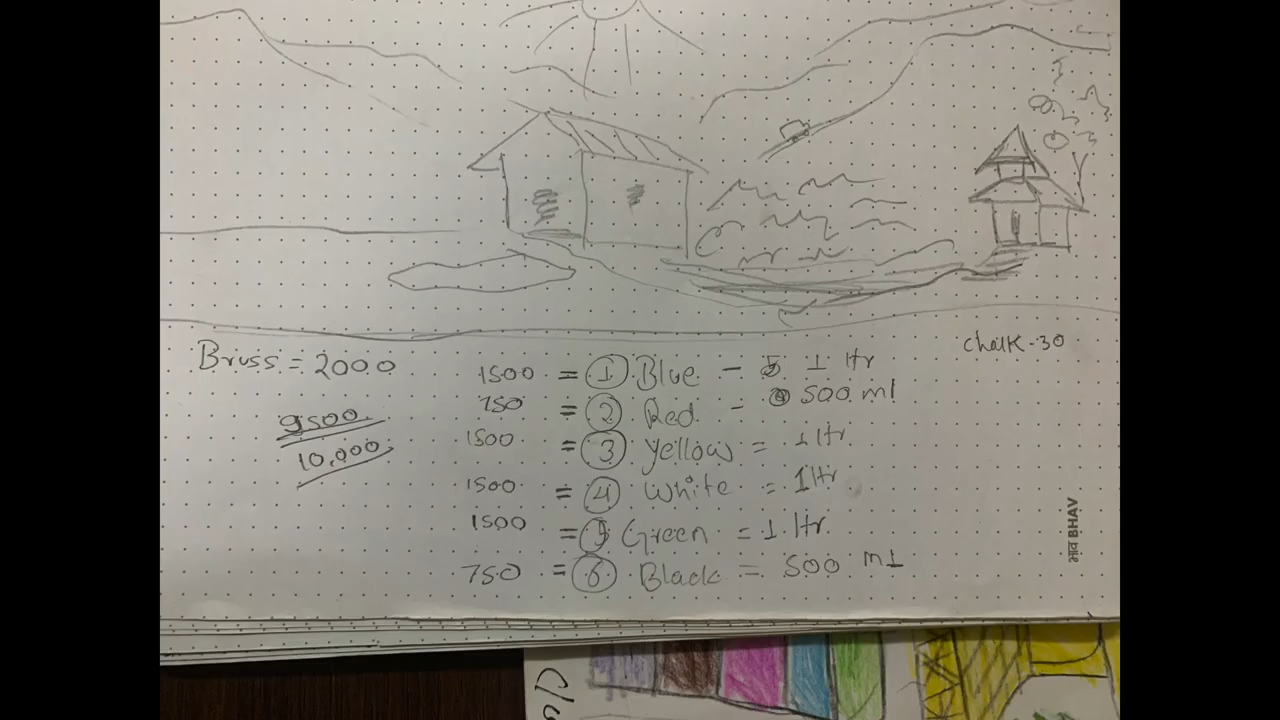 Chalk-30
Bruss = 2000
9500
10,000
1500 = 1 Blue - 1 ltr
750 = 2 Red - 500 ml
1500 = 3 Yellow = 1 ltr
1500 = 4 White = 1 ltr
1500 = 5 Green = 1 ltr
750 = 6 Black = 500 ml
भाव BHAV